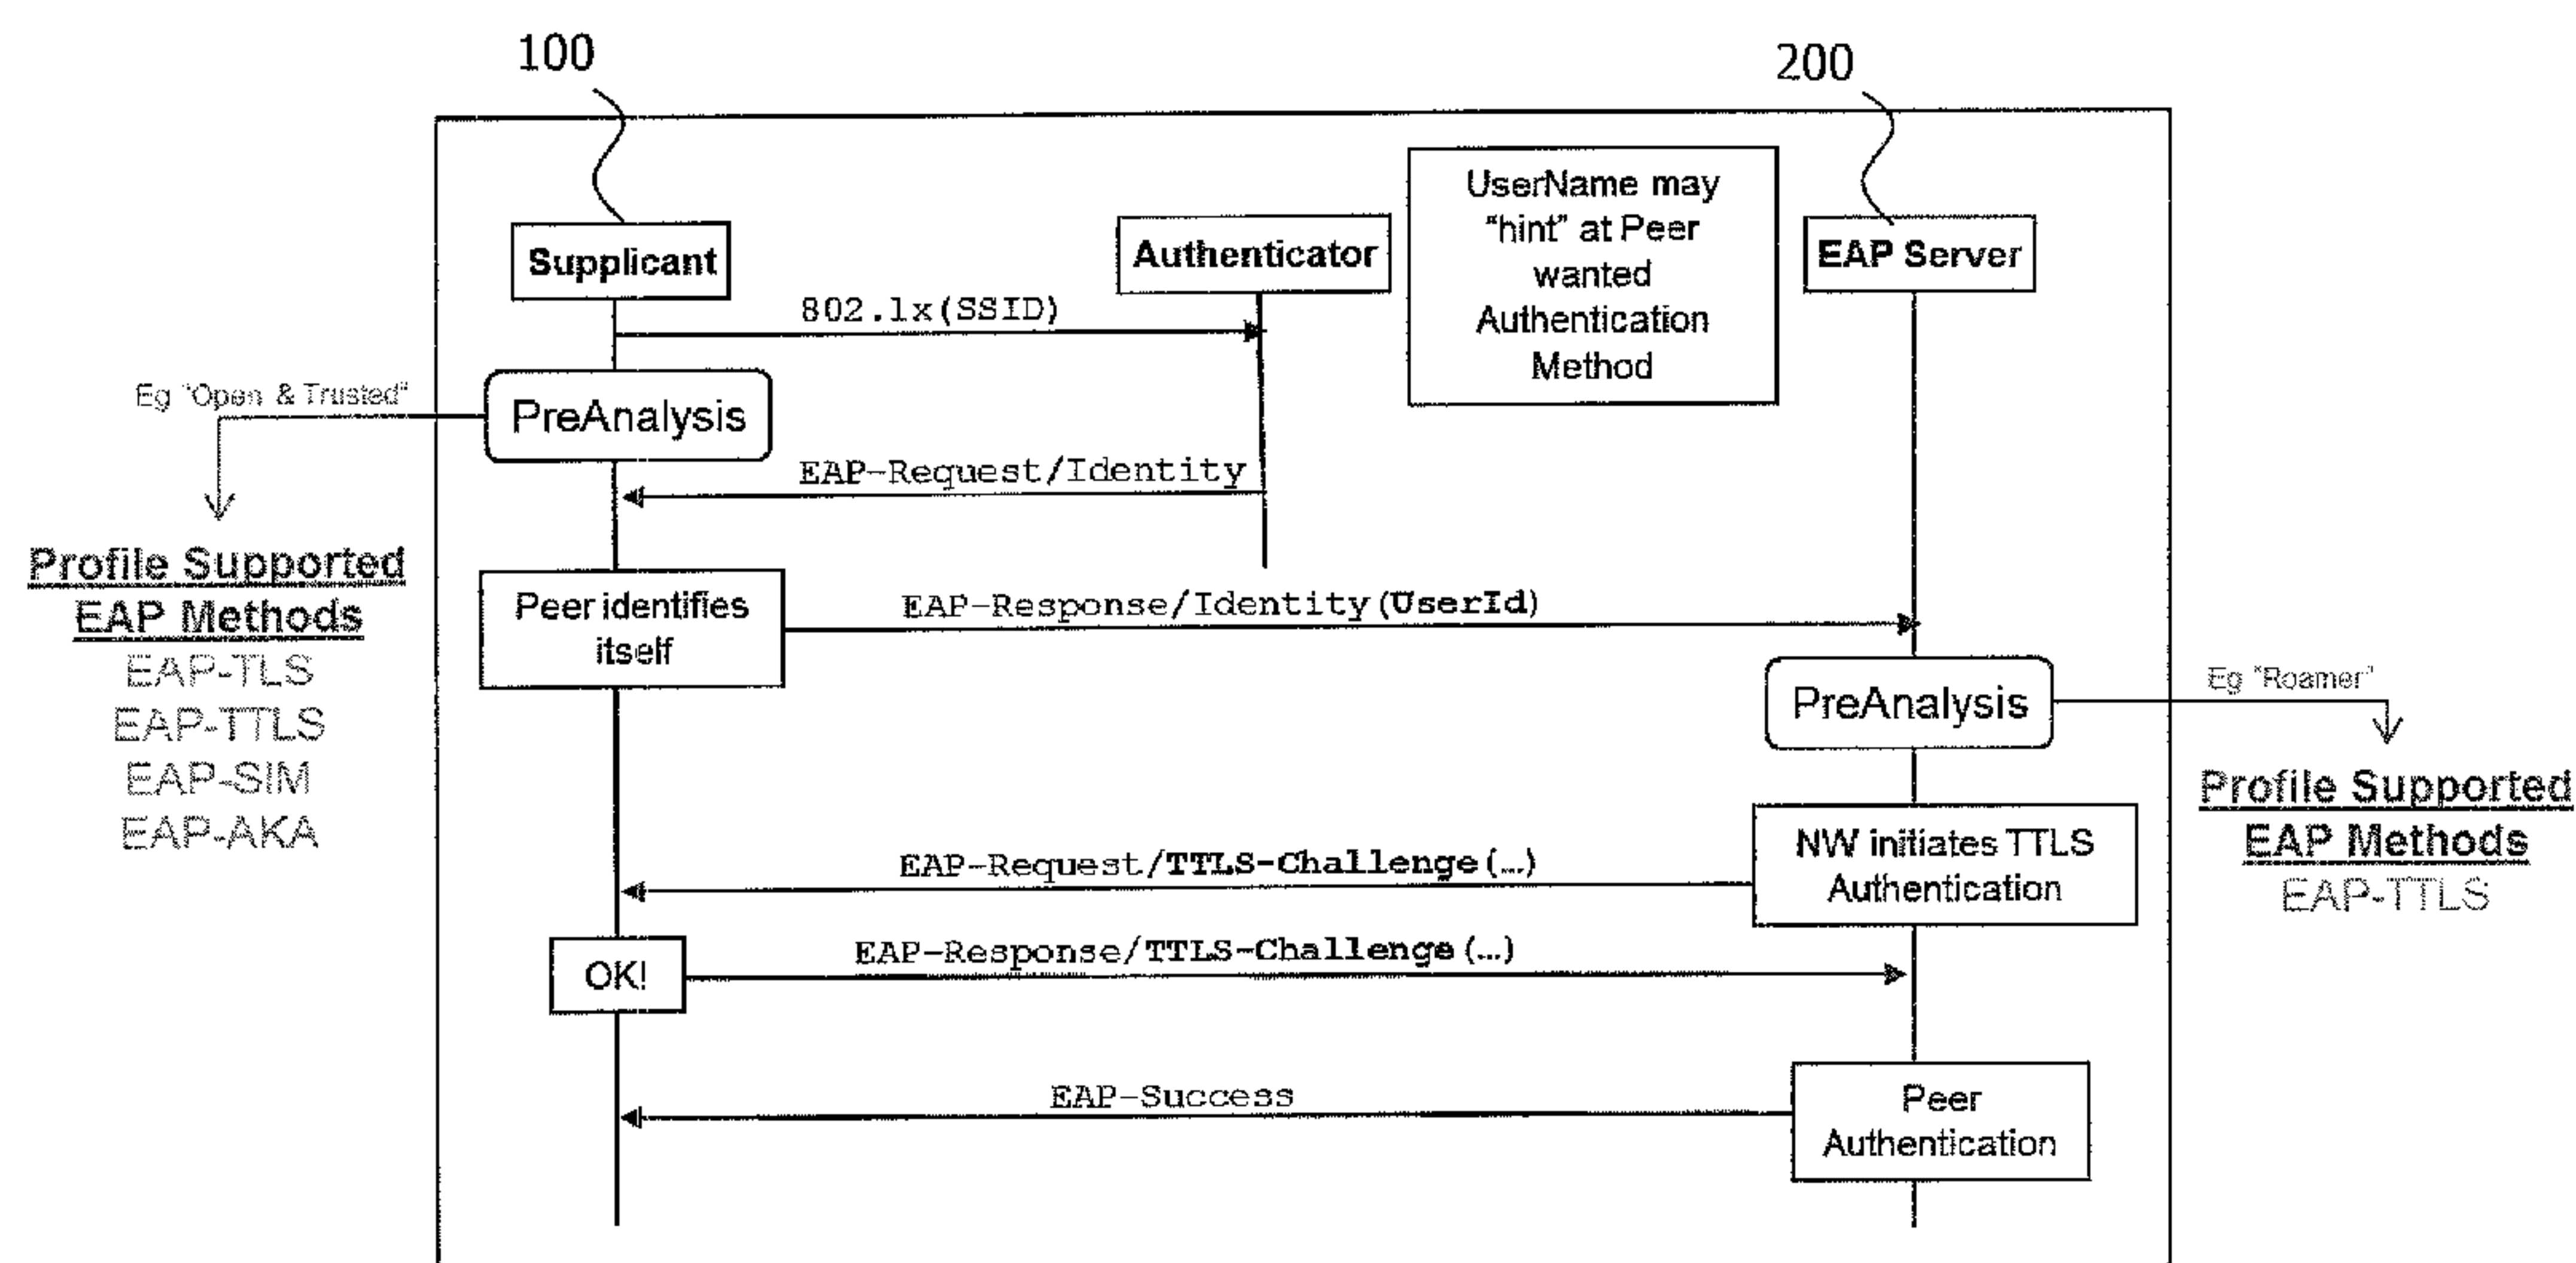 100
200
UserName may
“hint” at Peer
wanted
Authentication
Method
Supplicant
Authenticator
EAP Server
802.1x(SSID)
Eg “Open & Trusted”
PreAnalysis
EAP-Request/Identity
Profile Supported
EAP Methods
EAP-TLS
EAP-TTLS
EAP-SIM
EAP-AKA
Peer identifies
itself
EAP-Response/Identity(UserId)
PreAnalysis
Eg “Roamer”
Profile Supported
EAP Methods
EAP-TTLS
NW initiates TTLS
Authentication
EAP-Request/TTLS-Challenge(…)
OK!
EAP-Response/TTLS-Challenge(…)
EAP-Success
Peer
Authentication